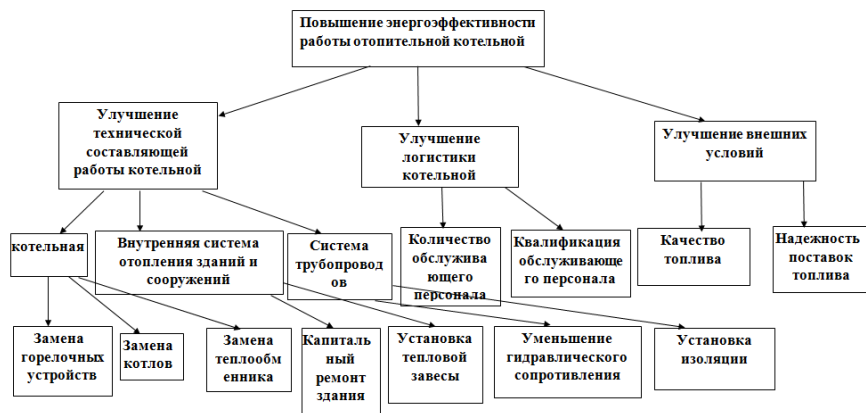 Повышение энергоэффективности
работы отопительной котельной
Улучшение
технической
составляющей
работы котельной
Улучшение
логистики
котельной
Улучшение внешних
условий
котельная
Внутренняя система
отопления зданий и
сооружений
Система
трубопровод
ов
Количество
обслужива
ющего
персонала
Квалификация
обслуживающе
го персонала
Качество
топлива
Надежность
поставок
топлива
Замена
горелочных
устройств
Замена
котлов
Замена
теплообм
енника
Капиталь
ный
ремонт
здания
Установка
тепловой
завесы
Уменьшение
гидравлического
сопротивления
Установка
изоляции